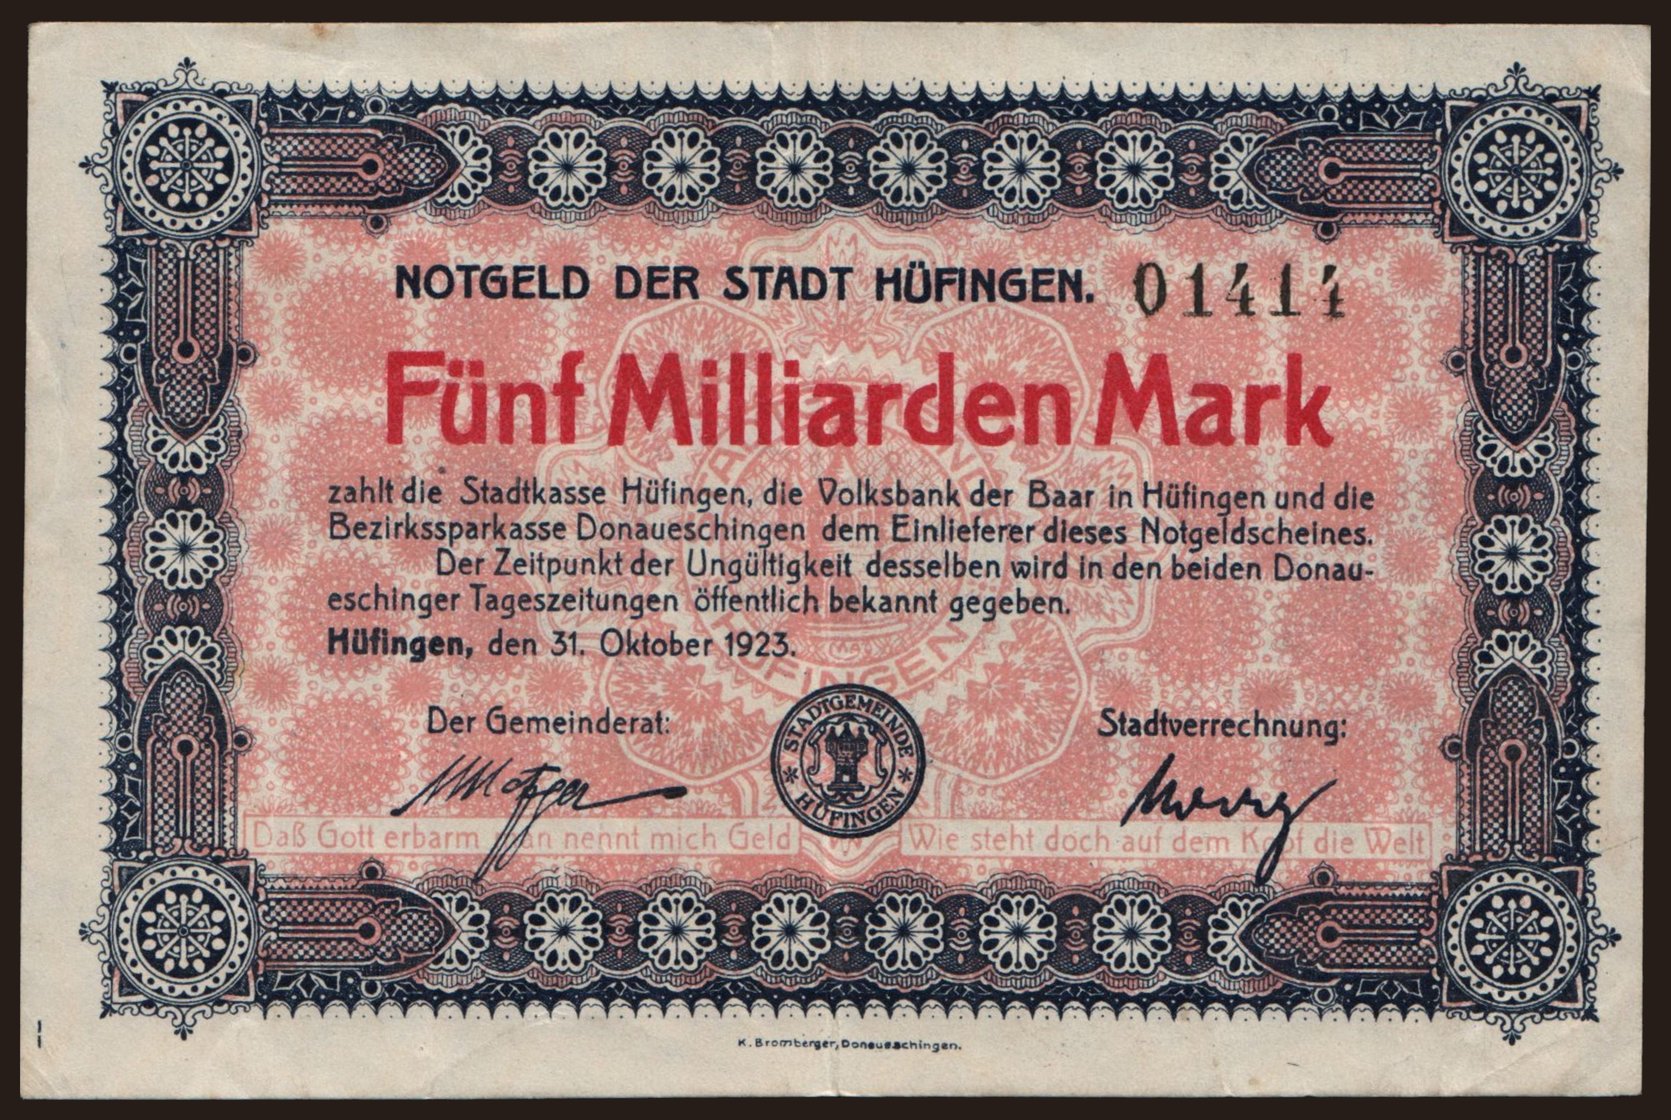 NOTGELD DER STADT HÜFINGEN. 01414
Fünf Milliarden Mark
zahlt die Stadtkasse Hüfingen, die Volksbank der Baar in Hüfingen und die
Bezirkssparkasse Donaueschingen dem Einlieferer dieses Notgeldscheines.
Der Zeitpunkt der Ungültigkeit desselben wird in den beiden Donau-
eschinger Tageszeitungen öffentlich bekannt gegeben.
Hüfingen, den 31. Oktober 1923.
HÜFINGEN
Der Gemeinderat:
Stadtverrechnung:
STADTGEMEINDE
* HÜFINGEN *
Daß Gott erbarm man nennt mich Geld
Wie steht doch auf dem Kopf die Welt
K. Bromberger, Donaueschingen.